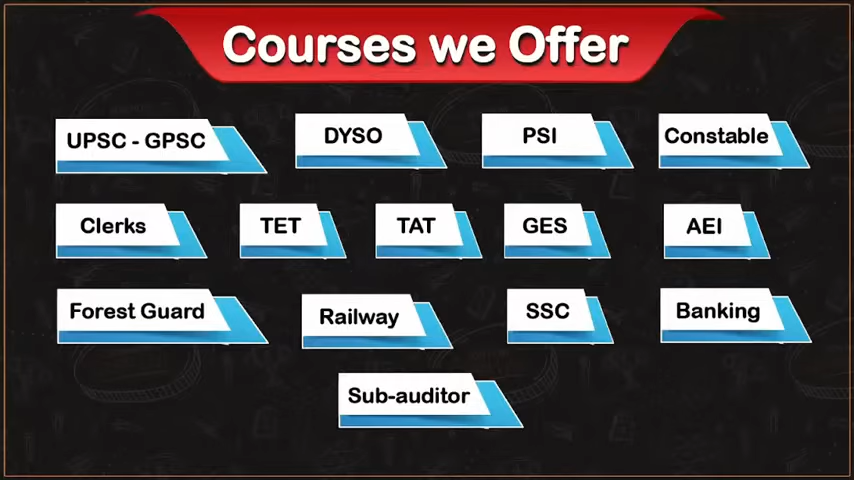 Courses we Offer
UPSC - GPSC
DYSO
PSI
Constable
Clerks
TET
TAT
GES
AEI
Forest Guard
Railway
SSC
Banking
Sub-auditor